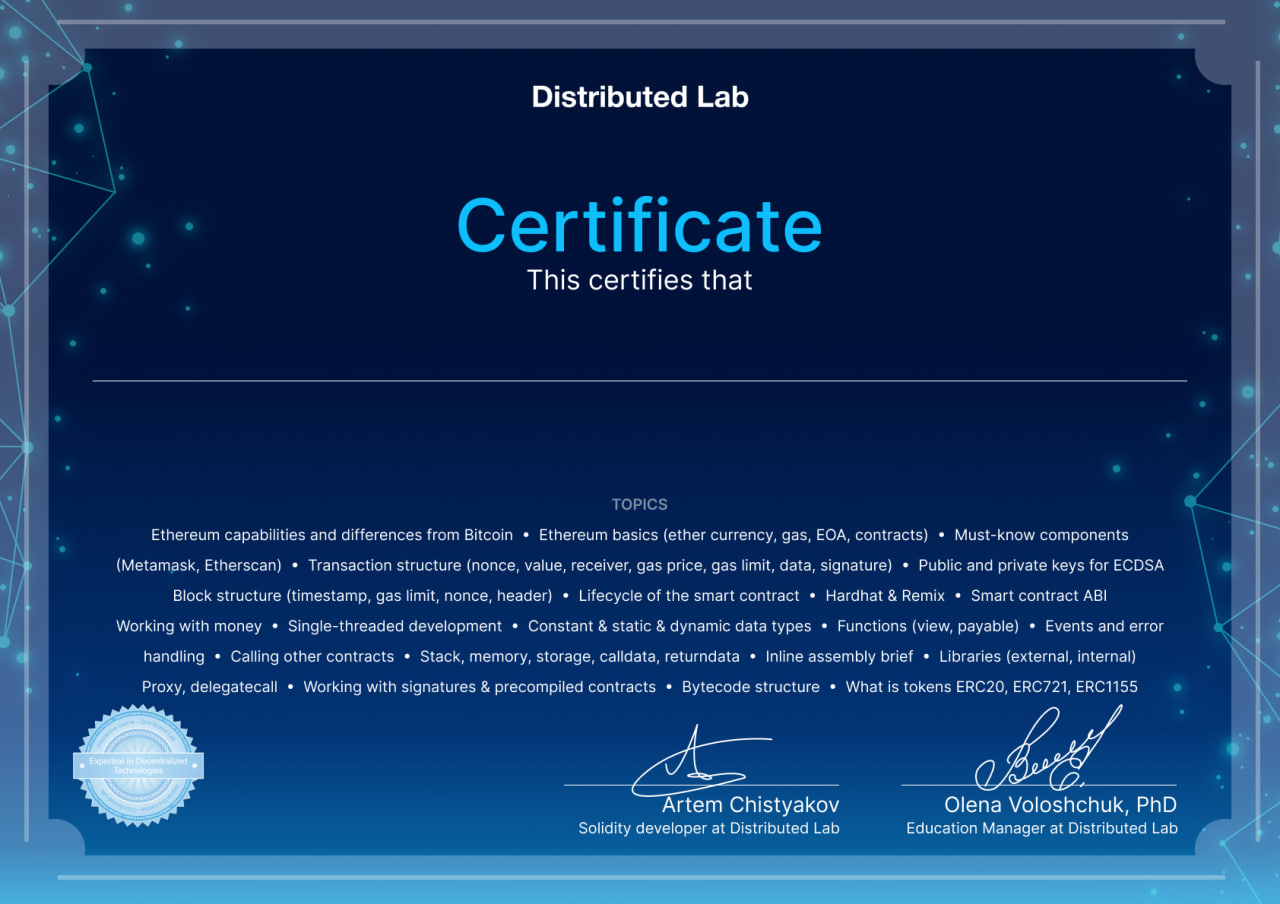 Distributed Lab
Certificate
This certifies that
TOPICS
Ethereum capabilities and differences from Bitcoin • Ethereum basics (ether currency, gas, EOA, contracts) • Must-know components
(Metamask, Etherscan) • Transaction structure (nonce, value, receiver, gas price, gas limit, data, signature) • Public and private keys for ECDSA
Block structure (timestamp, gas limit, nonce, header) • Lifecycle of the smart contract • Hardhat & Remix • Smart contract ABI
Working with money • Single-threaded development • Constant & static & dynamic data types • Functions (view, payable) • Events and error
handling • Calling other contracts • Stack, memory, storage, calldata, returndata • Inline assembly brief • Libraries (external, internal)
Proxy, delegatecall • Working with signatures & precompiled contracts • Bytecode structure • What is tokens ERC20, ERC721, ERC1155
Expertise in Decentralized
Technologies
Artem Chistyakov
Solidity developer at Distributed Lab
Olena Voloshchuk, PhD
Education Manager at Distributed Lab